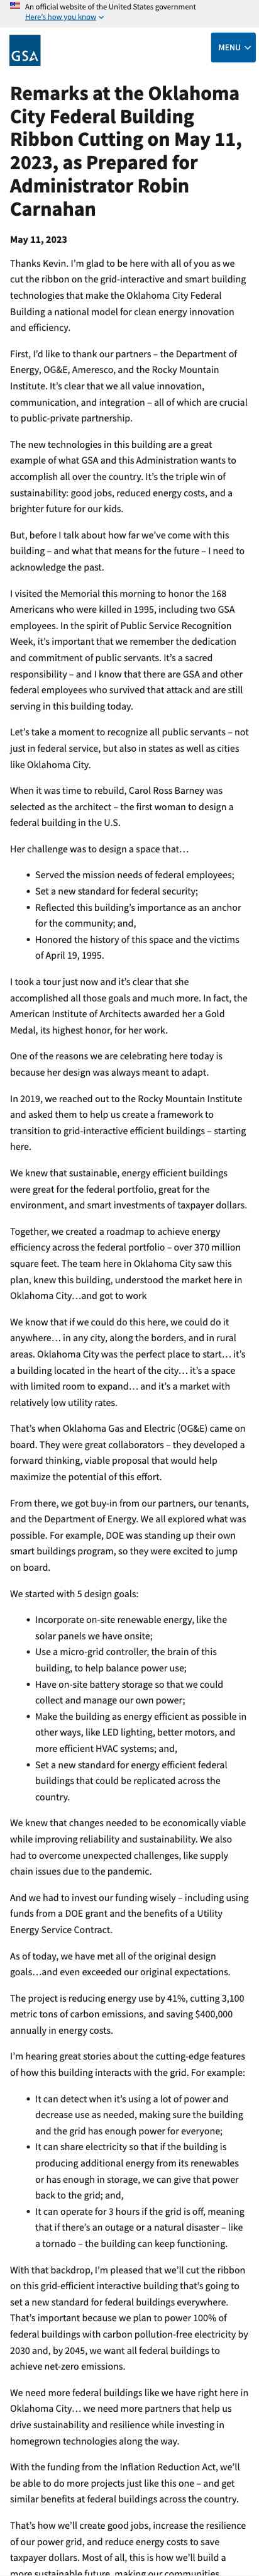 An official website of the United States government
Here's how you know
GSA
MENU
Remarks at the Oklahoma
City Federal Building
Ribbon Cutting on May 11,
2023, as Prepared for
Administrator Robin
Carnahan
May 11, 2023
Thanks Kevin. I'm glad to be here with all of you as we
cut the ribbon on the grid-interactive and smart building
technologies that make the Oklahoma City Federal
Building a national model for clean energy innovation
and efficiency.
First, I'd like to thank our partners – the Department of
Energy, OG&E, Ameresco, and the Rocky Mountain
Institute. It's clear that we all value innovation,
communication, and integration – all of which are crucial
to public-private partnership.
The new technologies in this building are a great
example of what GSA and this Administration wants to
accomplish all over the country. It's the triple win of
sustainability: good jobs, reduced energy costs, and a
brighter future for our kids.
But, before I talk about how far we've come with this
building – and what that means for the future – I need to
acknowledge the past.
I visited the Memorial this morning to honor the 168
Americans who were killed in 1995, including two GSA
employees. In the spirit of Public Service Recognition
Week, it's important that we remember the dedication
and commitment of public servants. It's a sacred
responsibility – and I know that there are GSA and other
federal employees who survived that attack and are still
serving in this building today.
Let's take a moment to recognize all public servants – not
just in federal service, but also in states as well as cities
like Oklahoma City.
When it was time to rebuild, Carol Ross Barney was
selected as the architect – the first woman to design a
federal building in the U.S.
Her challenge was to design a space that…
• Served the mission needs of federal employees;
• Set a new standard for federal security;
• Reflected this building's importance as an anchor
for the community; and,
• Honored the history of this space and the victims
of April 19, 1995.
I took a tour just now and it's clear that she
accomplished all those goals and much more. In fact, the
American Institute of Architects awarded her a Gold
Medal, its highest honor, for her work.
One of the reasons we are celebrating here today is
because her design was always meant to adapt.
In 2019, we reached out to the Rocky Mountain Institute
and asked them to help us create a framework to
transition to grid-interactive efficient buildings – starting
here.
We knew that sustainable, energy efficient buildings
were great for the federal portfolio, great for the
environment, and smart investments of taxpayer dollars.
Together, we created a roadmap to achieve energy
efficiency across the federal portfolio – over 370 million
square feet. The team here in Oklahoma City saw this
plan, knew this building, understood the market here in
Oklahoma City…and got to work
We know that if we could do this here, we could do it
anywhere… in any city, along the borders, and in rural
areas. Oklahoma City was the perfect place to start… it's
a building located in the heart of the city… it's a space
with limited room to expand… and it's a market with
relatively low utility rates.
That's when Oklahoma Gas and Electric (OG&E) came on
board. They were great collaborators – they developed a
forward thinking, viable proposal that would help
maximize the potential of this effort.
From there, we got buy-in from our partners, our tenants,
and the Department of Energy. We all explored what was
possible. For example, DOE was standing up their own
smart buildings program, so they were excited to jump
on board.
We started with 5 design goals:
• Incorporate on-site renewable energy, like the
solar panels we have onsite;
• Use a micro-grid controller, the brain of this
building, to help balance power use;
• Have on-site battery storage so that we could
collect and manage our own power;
• Make the building as energy efficient as possible in
other ways, like LED lighting, better motors, and
more efficient HVAC systems; and,
• Set a new standard for energy efficient federal
buildings that could be replicated across the
country.
We knew that changes needed to be economically viable
while improving reliability and sustainability. We also
had to overcome unexpected challenges, like supply
chain issues due to the pandemic.
And we had to invest our funding wisely – including using
funds from a DOE grant and the benefits of a Utility
Energy Service Contract.
As of today, we have met all of the original design
goals…and even exceeded our original expectations.
The project is reducing energy use by 41%, cutting 3,100
metric tons of carbon emissions, and saving $400,000
annually in energy costs.
I'm hearing great stories about the cutting-edge features
of how this building interacts with the grid. For example:
• It can detect when it's using a lot of power and
decrease use as needed, making sure the building
and the grid has enough power for everyone;
• It can share electricity so that if the building is
producing additional energy from its renewables
or has enough in storage, we can give that power
back to the grid; and,
• It can operate for 3 hours if the grid is off, meaning
that if there's an outage or a natural disaster – like
a tornado – the building can keep functioning.
With that backdrop, I'm pleased that we'll cut the ribbon
on this grid-efficient interactive building that's going to
set a new standard for federal buildings everywhere.
That's important because we plan to power 100% of
federal buildings with carbon pollution-free electricity by
2030 and, by 2045, we want all federal buildings to
achieve net-zero emissions.
We need more federal buildings like we have right here in
Oklahoma City… we need more partners that help us
drive sustainability and resilience while investing in
homegrown technologies along the way.
With the funding from the Inflation Reduction Act, we'll
be able to do more projects just like this one – and get
similar benefits at federal buildings across the country.
That's how we'll create good jobs, increase the resilience
of our power grid, and reduce energy costs to save
taxpayer dollars. Most of all, this is how we'll build a
more sustainable future, making our communities